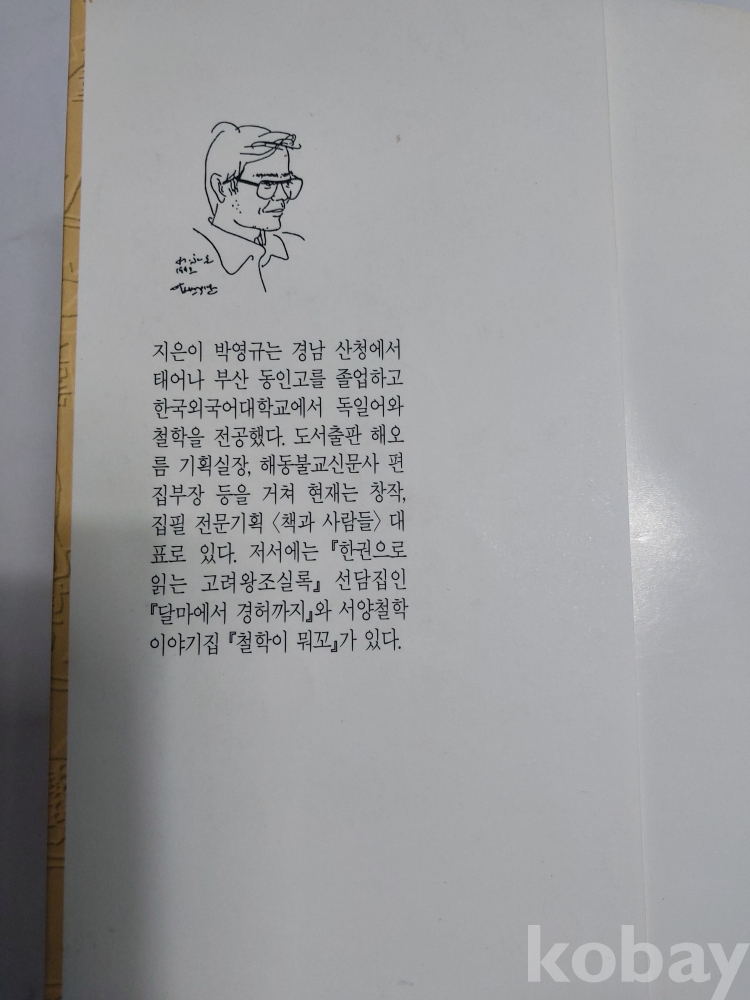 지은이 박영규는 경남 산청에서
태어나 부산 동인고를 졸업하고
한국외국어대학교에서 독일어와
철학을 전공했다. 도서출판 해오
름 기획실장, 해동불교신문사 편
집부장 등을 거쳐 현재는 창작,
집필 전문기획 〈책과 사람들〉 대
표로 있다. 저서에는 『한권으로
읽는 고려왕조실록』 선담집인
『달마에서 경허까지』와 서양철학
이야기집 『철학이 뭐꼬』가 있다.
kobay